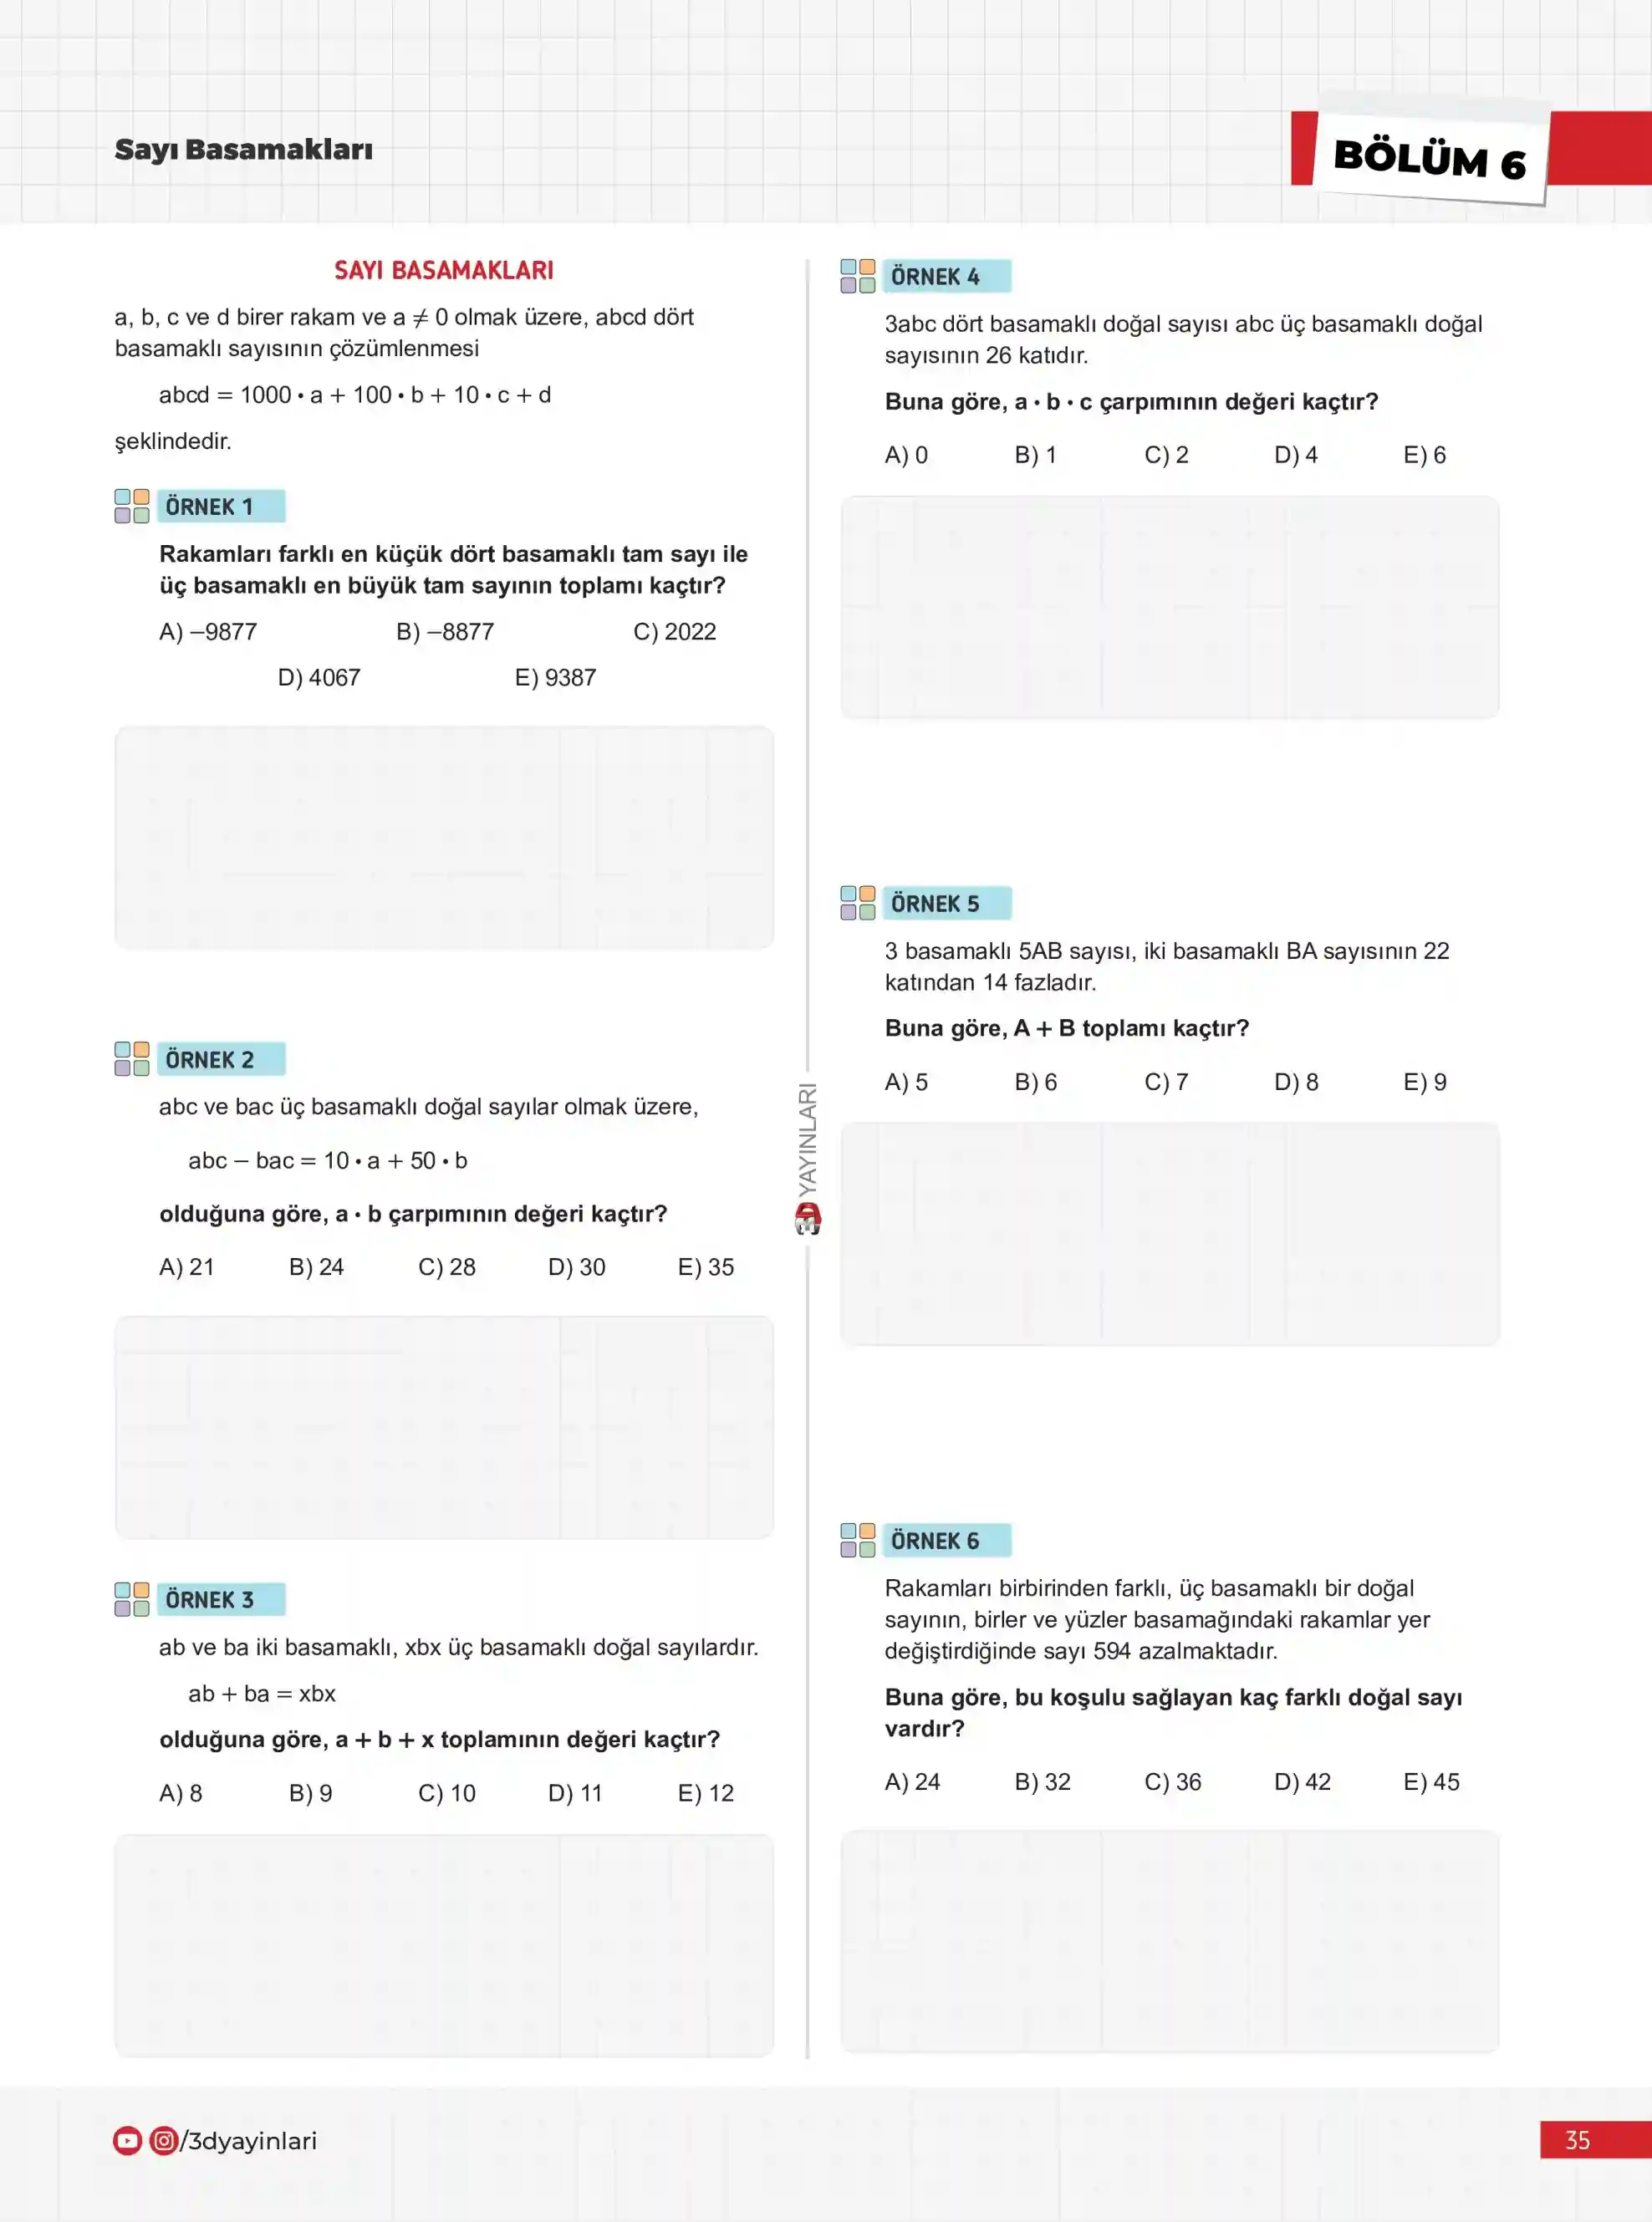 Sayı Basamakları
BÖLÜM 6
SAYI BASAMAKLARI
a, b, c ve d birer rakam ve a ≠ 0 olmak üzere, abcd dört
basamaklı sayısının çözümlenmesi
abcd = 1000 • a + 100 • b + 10 • c + d
şeklindedir.
ÖRNEK 1
Rakamları farklı en küçük dört basamaklı tam sayı ile
üç basamaklı en büyük tam sayının toplamı kaçtır?
A) –9877 B) –8877 C) 2022
D) 4067 E) 9387
ÖRNEK 2
abc ve bac üç basamaklı doğal sayılar olmak üzere,
abc – bac = 10 • a + 50 • b
olduğuna göre, a • b çarpımının değeri kaçtır?
A) 21 B) 24 C) 28 D) 30 E) 35
ÖRNEK 3
ab ve ba iki basamaklı, xbx üç basamaklı doğal sayılardır.
ab + ba = xbx
olduğuna göre, a + b + x toplamının değeri kaçtır?
A) 8 B) 9 C) 10 D) 11 E) 12
YAYINLARI
ÖRNEK 4
3abc dört basamaklı doğal sayısı abc üç basamaklı doğal
sayısının 26 katıdır.
Buna göre, a • b • c çarpımının değeri kaçtır?
A) 0 B) 1 C) 2 D) 4 E) 6
ÖRNEK 5
3 basamaklı 5AB sayısı, iki basamaklı BA sayısının 22
katından 14 fazladır.
Buna göre, A + B toplamı kaçtır?
A) 5 B) 6 C) 7 D) 8 E) 9
ÖRNEK 6
Rakamları birbirinden farklı, üç basamaklı bir doğal
sayının, birler ve yüzler basamağındaki rakamlar yer
değiştirdiğinde sayı 594 azalmaktadır.
Buna göre, bu koşulu sağlayan kaç farklı doğal sayı
vardır?
A) 24 B) 32 C) 36 D) 42 E) 45
/3dyayinlari
35